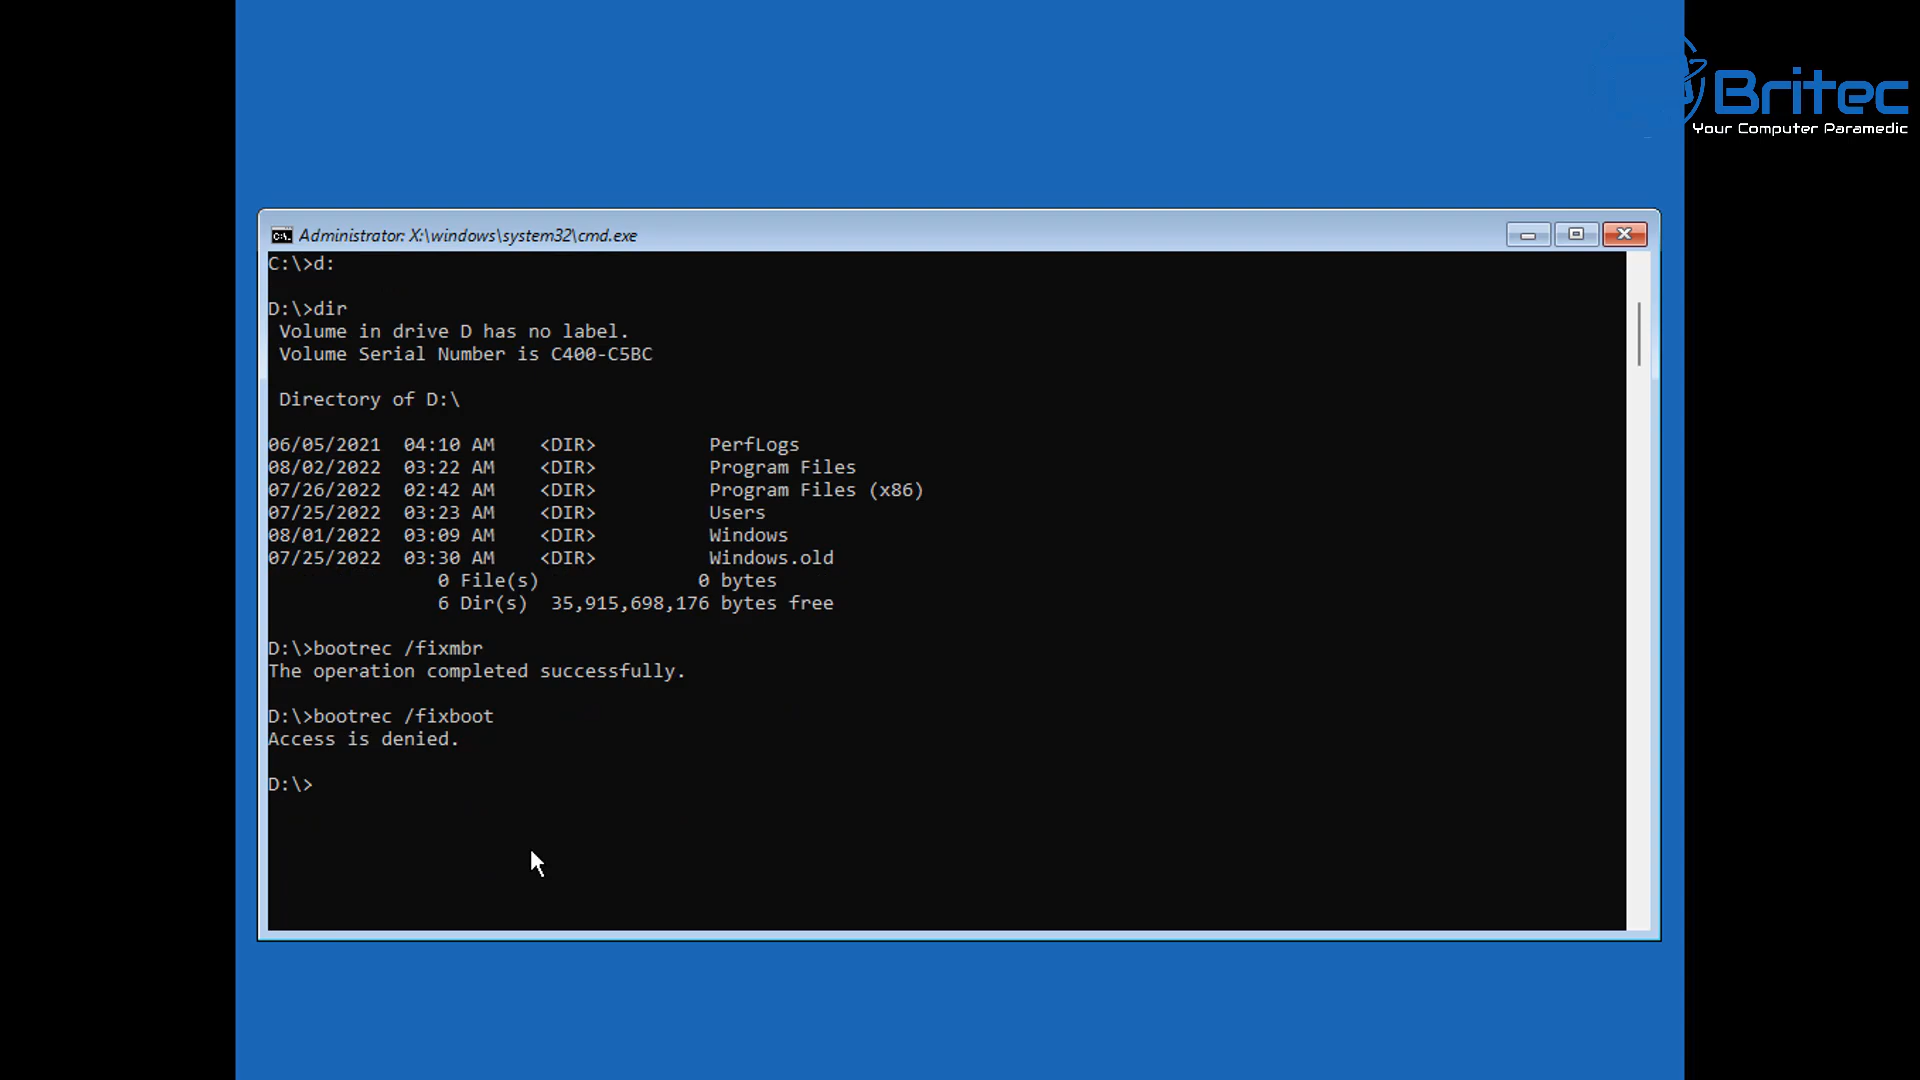 Britec
Your Computer Paramedic
Administrator: X:\windows\system32\cmd.exe
C:\>d:
D:\>dir
Volume in drive D has no label.
Volume Serial Number is C400-C5BC
Directory of D:\
06/05/2021 04:10 AM <DIR> PerfLogs
08/02/2022 03:22 AM <DIR> Program Files
07/26/2022 02:42 AM <DIR> Program Files (x86)
07/25/2022 03:23 AM <DIR> Users
08/01/2022 03:09 AM <DIR> Windows
07/25/2022 03:30 AM <DIR> Windows.old
0 File(s) 0 bytes
6 Dir(s) 35,915,698,176 bytes free
D:\>bootrec /fixmbr
The operation completed successfully.
D:\>bootrec /fixboot
Access is denied.
D:\>